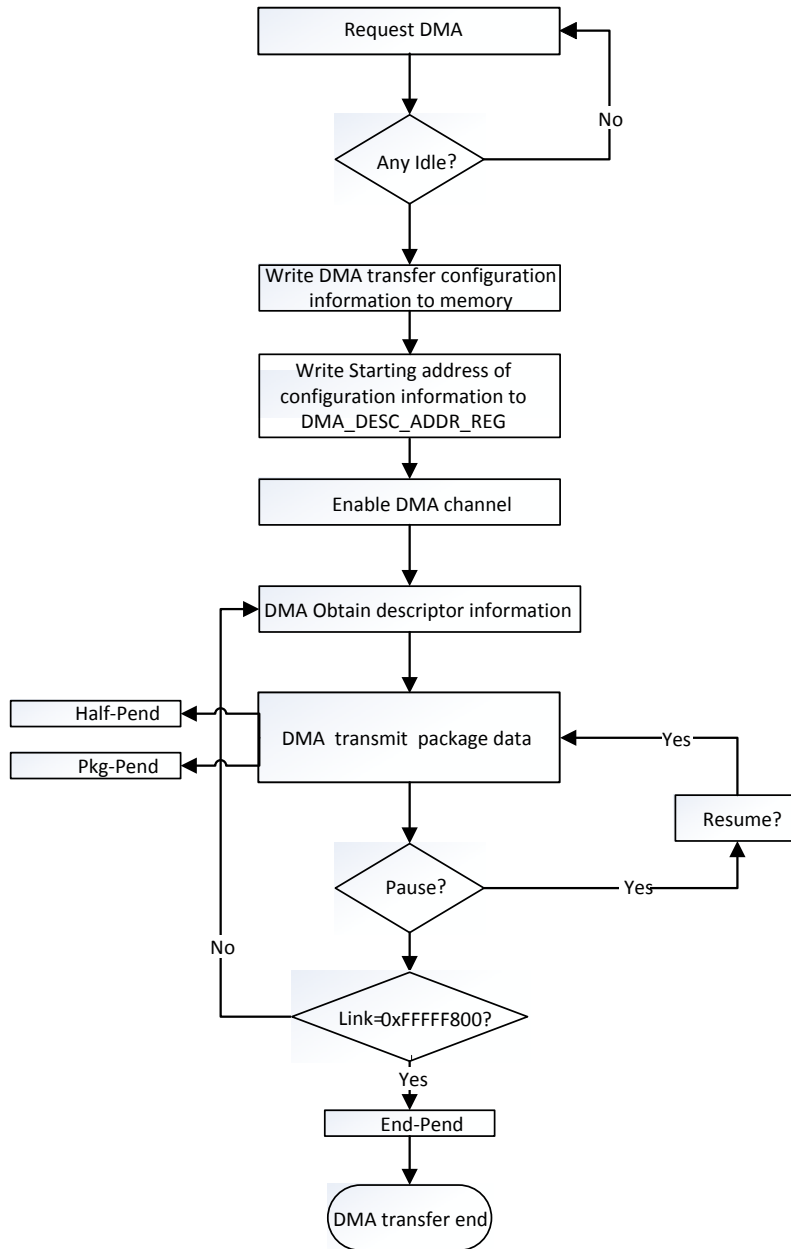 Request DMA
No
Any Idle?
Write DMA transfer configuration
information to memory
Write Starting address of
configuration information to
DMA_DESC_ADDR_REG
Enable DMA channel
DMA Obtain descriptor information
Half-Pend
DMA transmit package data
Yes
Pkg-Pend
Resume?
Pause?
Yes
No
Link=0xFFFFF800?
Yes
End-Pend
DMA transfer end